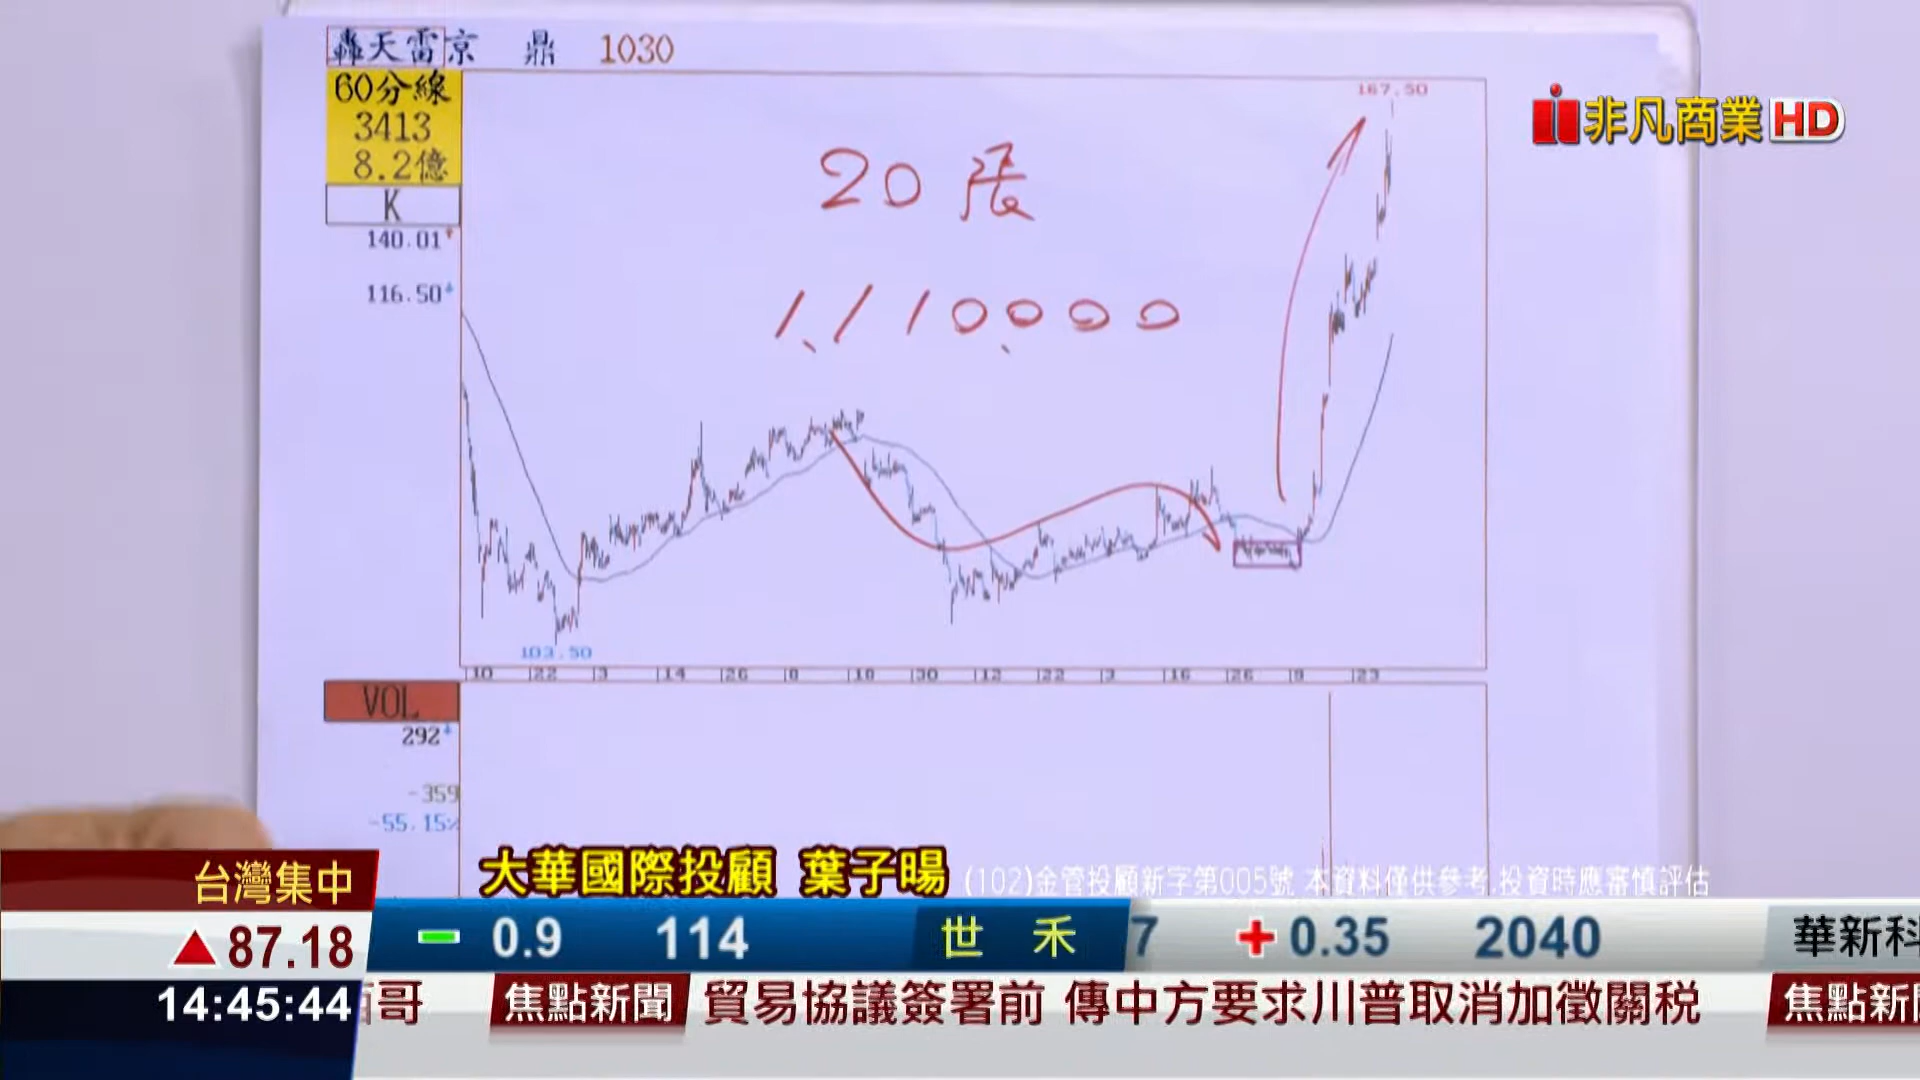 轟天雷京 鼎 1030
60分線
3413
8.2億
K
140.01
116.50
167.50
非凡商業HD
20張
1,110,000
103.50
10 22 3 14 26 8 18 30 12 22 3 16 26 9 23
VOL
292
-359
-55.15%
大華國際投顧 葉子暘
(102)金管投顧新字第005號 本資料僅供參考,投資時應審慎評估
台灣集中
▲87.18
0.9 114 世 禾 7 +0.35 2040 華新科
14:45:44
哥 焦點新聞 貿易協議簽署前 傳中方要求川普取消加徵關稅 焦點新